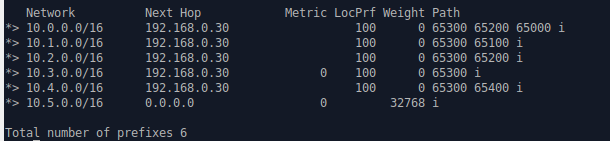 Network          Next Hop            Metric LocPrf Weight Path
*> 10.0.0.0/16      192.168.0.30                  100      0 65300 65200 65000 i
*> 10.1.0.0/16      192.168.0.30                  100      0 65300 65100 i
*> 10.2.0.0/16      192.168.0.30                  100      0 65300 65200 i
*> 10.3.0.0/16      192.168.0.30             0    100      0 65300 i
*> 10.4.0.0/16      192.168.0.30                  100      0 65300 65400 i
*> 10.5.0.0/16      0.0.0.0                  0         32768 i

Total number of prefixes 6